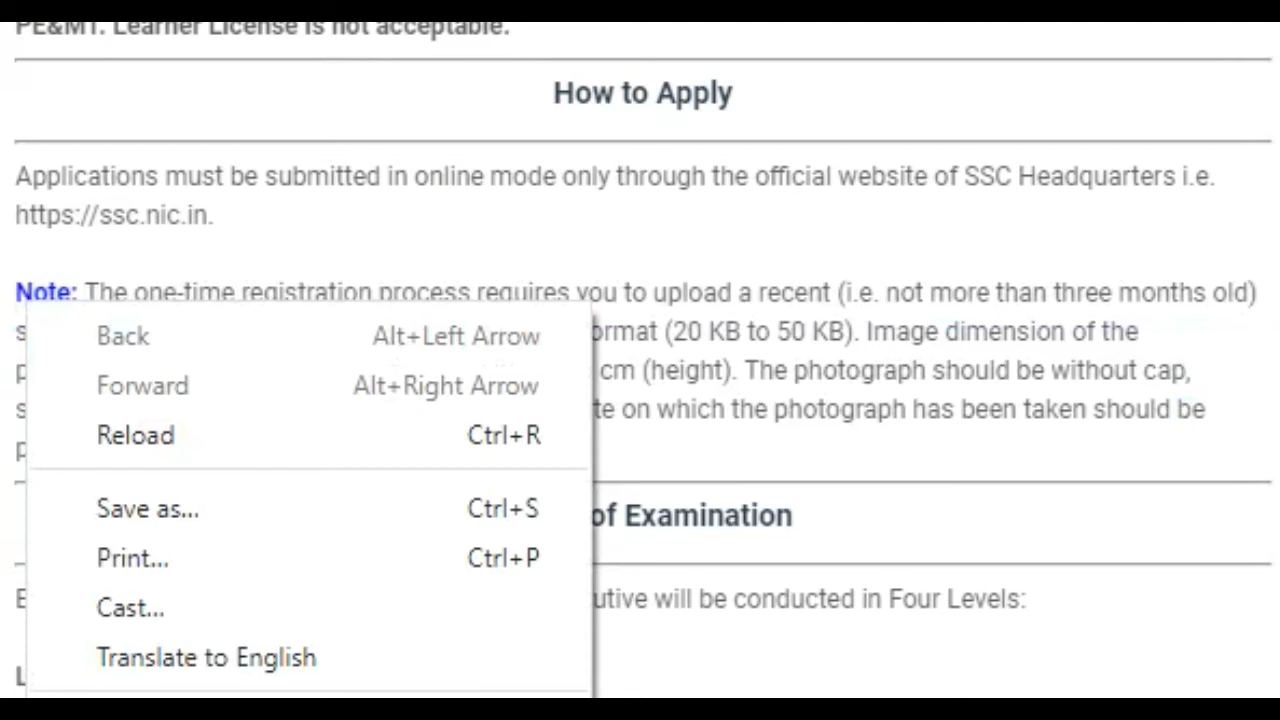 PE&MT. Learner License is not acceptable.
How to Apply
Applications must be submitted in online mode only through the official website of SSC Headquarters i.e.
https://ssc.nic.in.
Note: The one-time registration process requires you to upload a recent (i.e. not more than three months old)
(20 KB to 50 KB). Image dimension of the
cm (height). The photograph should be without cap,
on which the photograph has been taken should be
Back Alt+Left Arrow
Forward Alt+Right Arrow
Reload Ctrl+R
Save as... Ctrl+S
Print... Ctrl+P
Cast...
Translate to English
of Examination
will be conducted in Four Levels: